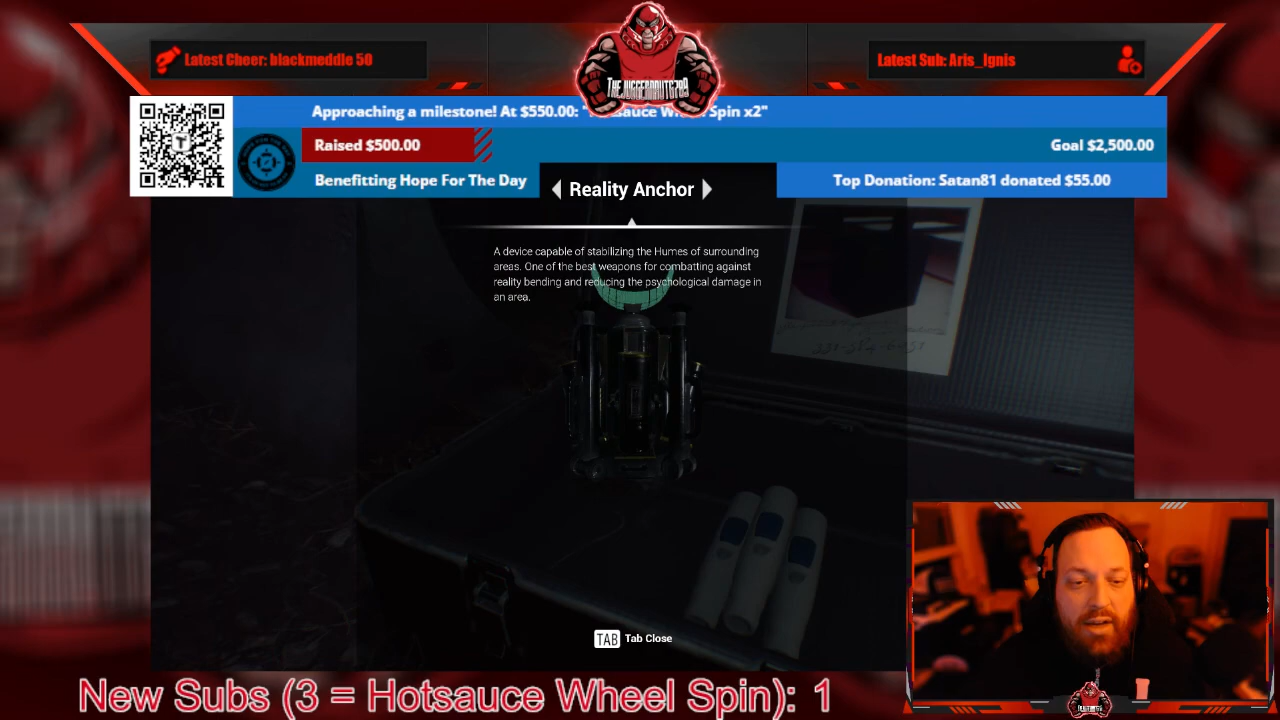 Latest Cheer: blackmeddle 50
THEJUGGERNAUT6789
Latest Sub: Aris_Ignis
Approaching a milestone! At $550.00: " Spin x2"
Raised $500.00
Goal $2,500.00
Benefitting Hope For The Day
Top Donation: Satan81 donated $55.00
Reality Anchor
A device capable of stabilizing the Humes of surrounding
areas. One of the best weapons for combatting against
reality bending and reducing the psychological damage in
an area.
TAB Tab Close
New Subs (3 = Hotsauce Wheel Spin): 1